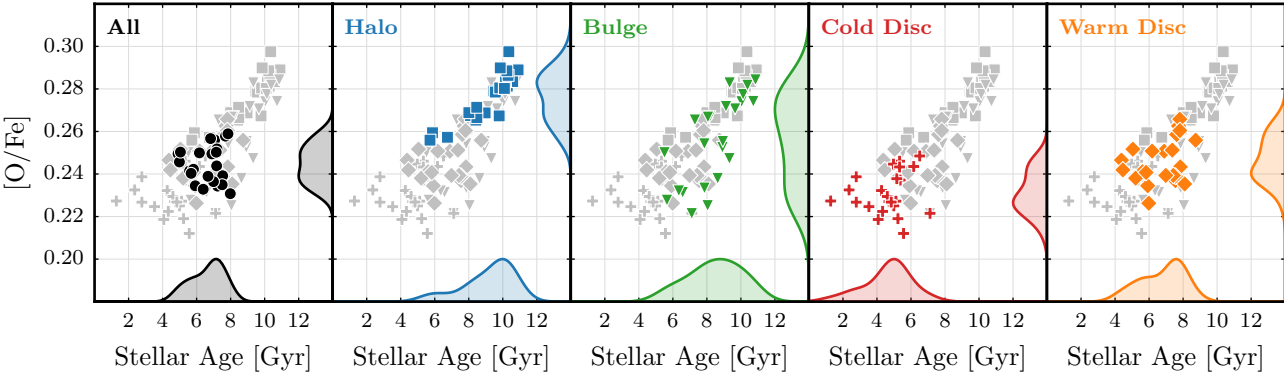 All Halo Bulge Cold Disc Warm Disc
0.30
0.28
0.26
0.24
0.22
0.20
[O/Fe]
2 4 6 8 10 12 2 4 6 8 10 12 2 4 6 8 10 12 2 4 6 8 10 12 2 4 6 8 10 12
Stellar Age [Gyr] Stellar Age [Gyr] Stellar Age [Gyr] Stellar Age [Gyr] Stellar Age [Gyr]